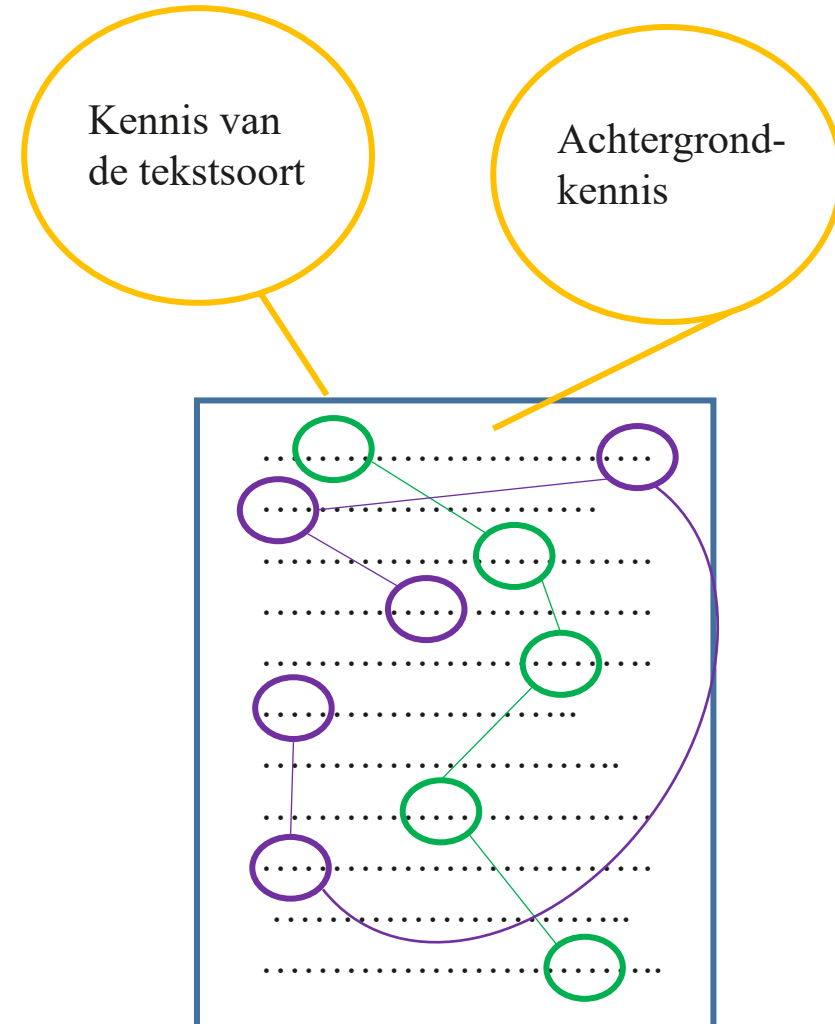 Kennis van
de tekstsoort
Achtergrond-
kennis